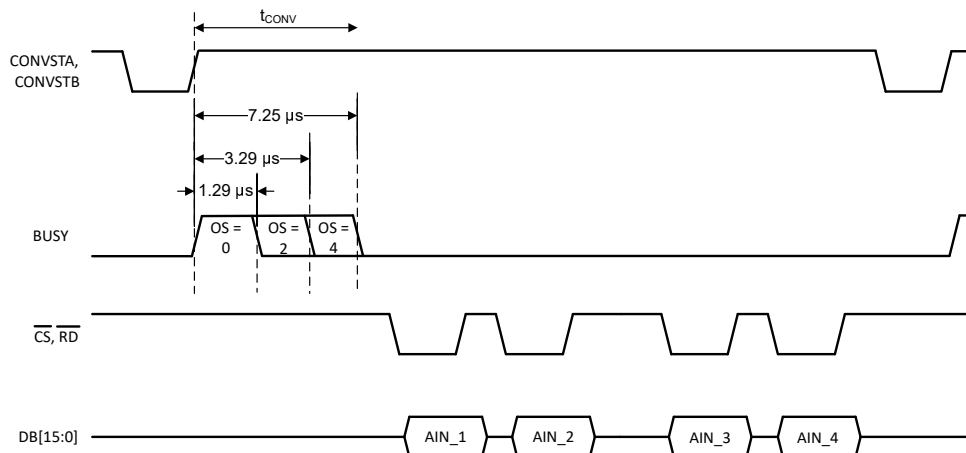 tCONV
CONVSTA,
CONVSTB
7.25 µs
3.29 µs
1.29 µs
BUSY
OS =
0
OS =
2
OS =
4
CS, RD
DB[15:0]
AIN_1
AIN_2
AIN_3
AIN_4